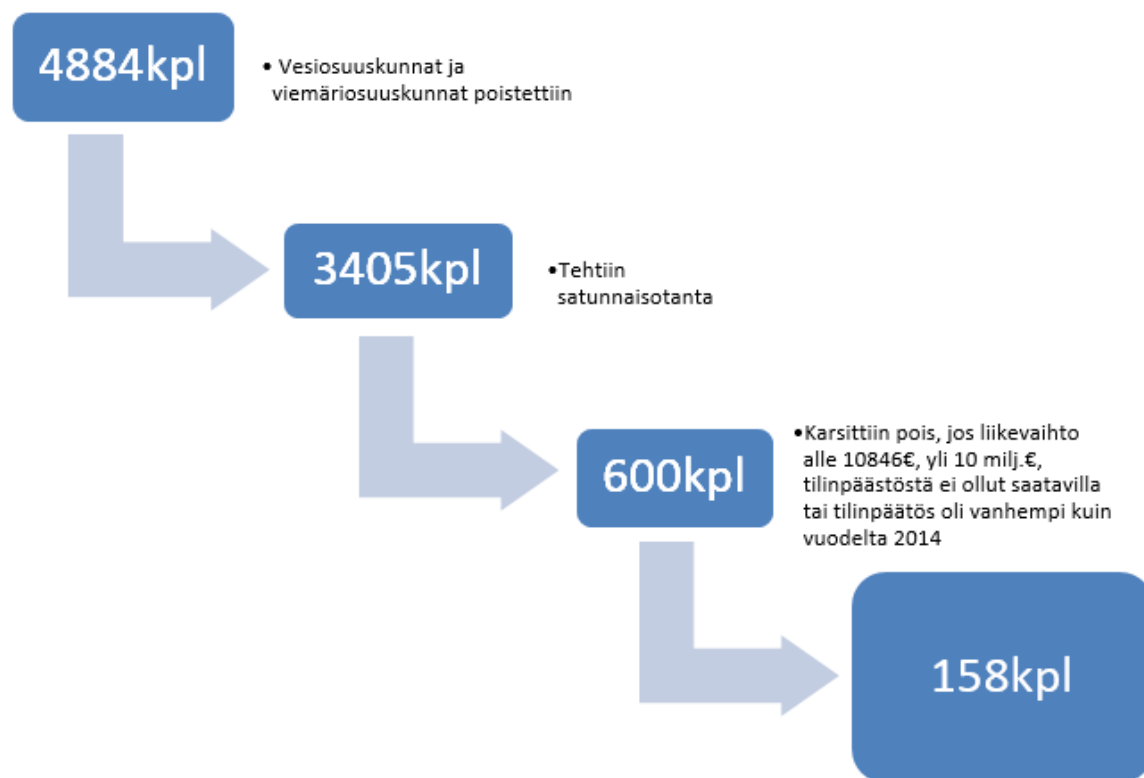 4884kpl
• Vesiosuuskunnat ja
viemäriosuuskunnat poistettiin
3405kpl
•Tehtiin
satunnaisotanta
600kpl
•Karsittiin pois, jos liikevaihto
alle 10846€, yli 10 milj.€,
tilinpäästöstä ei ollut saatavilla
tai tilinpäätös oli vanhempi kuin
vuodelta 2014
158kpl